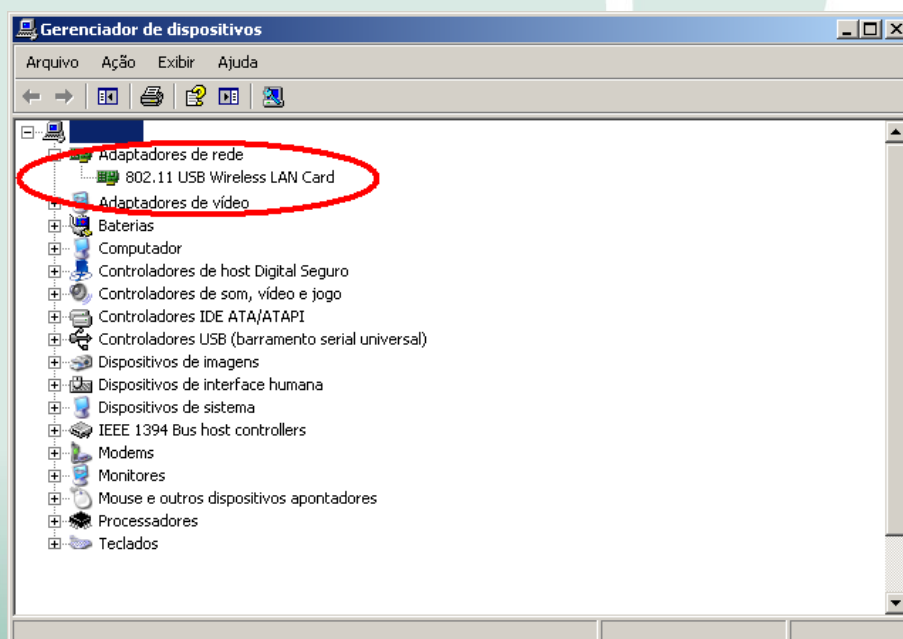 Gerenciador de dispositivos
Arquivo Ação Exibir Ajuda
Adaptadores de rede
802.11 USB Wireless LAN Card
Adaptadores de vídeo
Baterias
Computador
Controladores de host Digital Seguro
Controladores de som, vídeo e jogo
Controladores IDE ATA/ATAPI
Controladores USB (barramento serial universal)
Dispositivos de imagens
Dispositivos de interface humana
Dispositivos de sistema
IEEE 1394 Bus host controllers
Modems
Monitores
Mouse e outros dispositivos apontadores
Processadores
Teclados